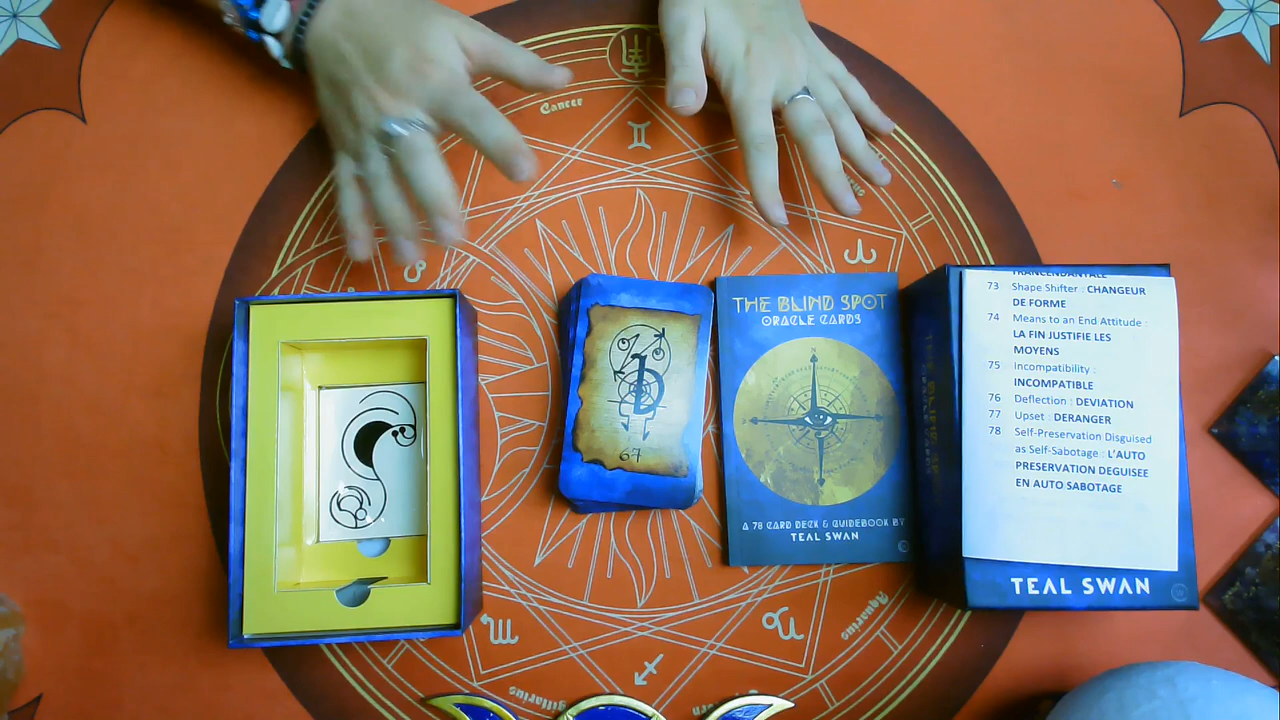 Cancer
67
THE BLIND SPOT
ORACLE CARDS
A 78 CARD DECK & GUIDEBOOK BY
TEAL SWAN
TRANCENDANTALE
73 Shape Shifter : CHANGEUR
DE FORME
74 Means to an End Attitude :
LA FIN JUSTIFIE LES
MOYENS
75 Incompatibility :
INCOMPATIBLE
76 Deflection : DEVIATION
77 Upset : DERANGER
78 Self-Preservation Disguised
as Self-Sabotage : L'AUTO
PRESERVATION DEGUISEE
EN AUTO SABOTAGE
TEAL SWAN
Aquarius